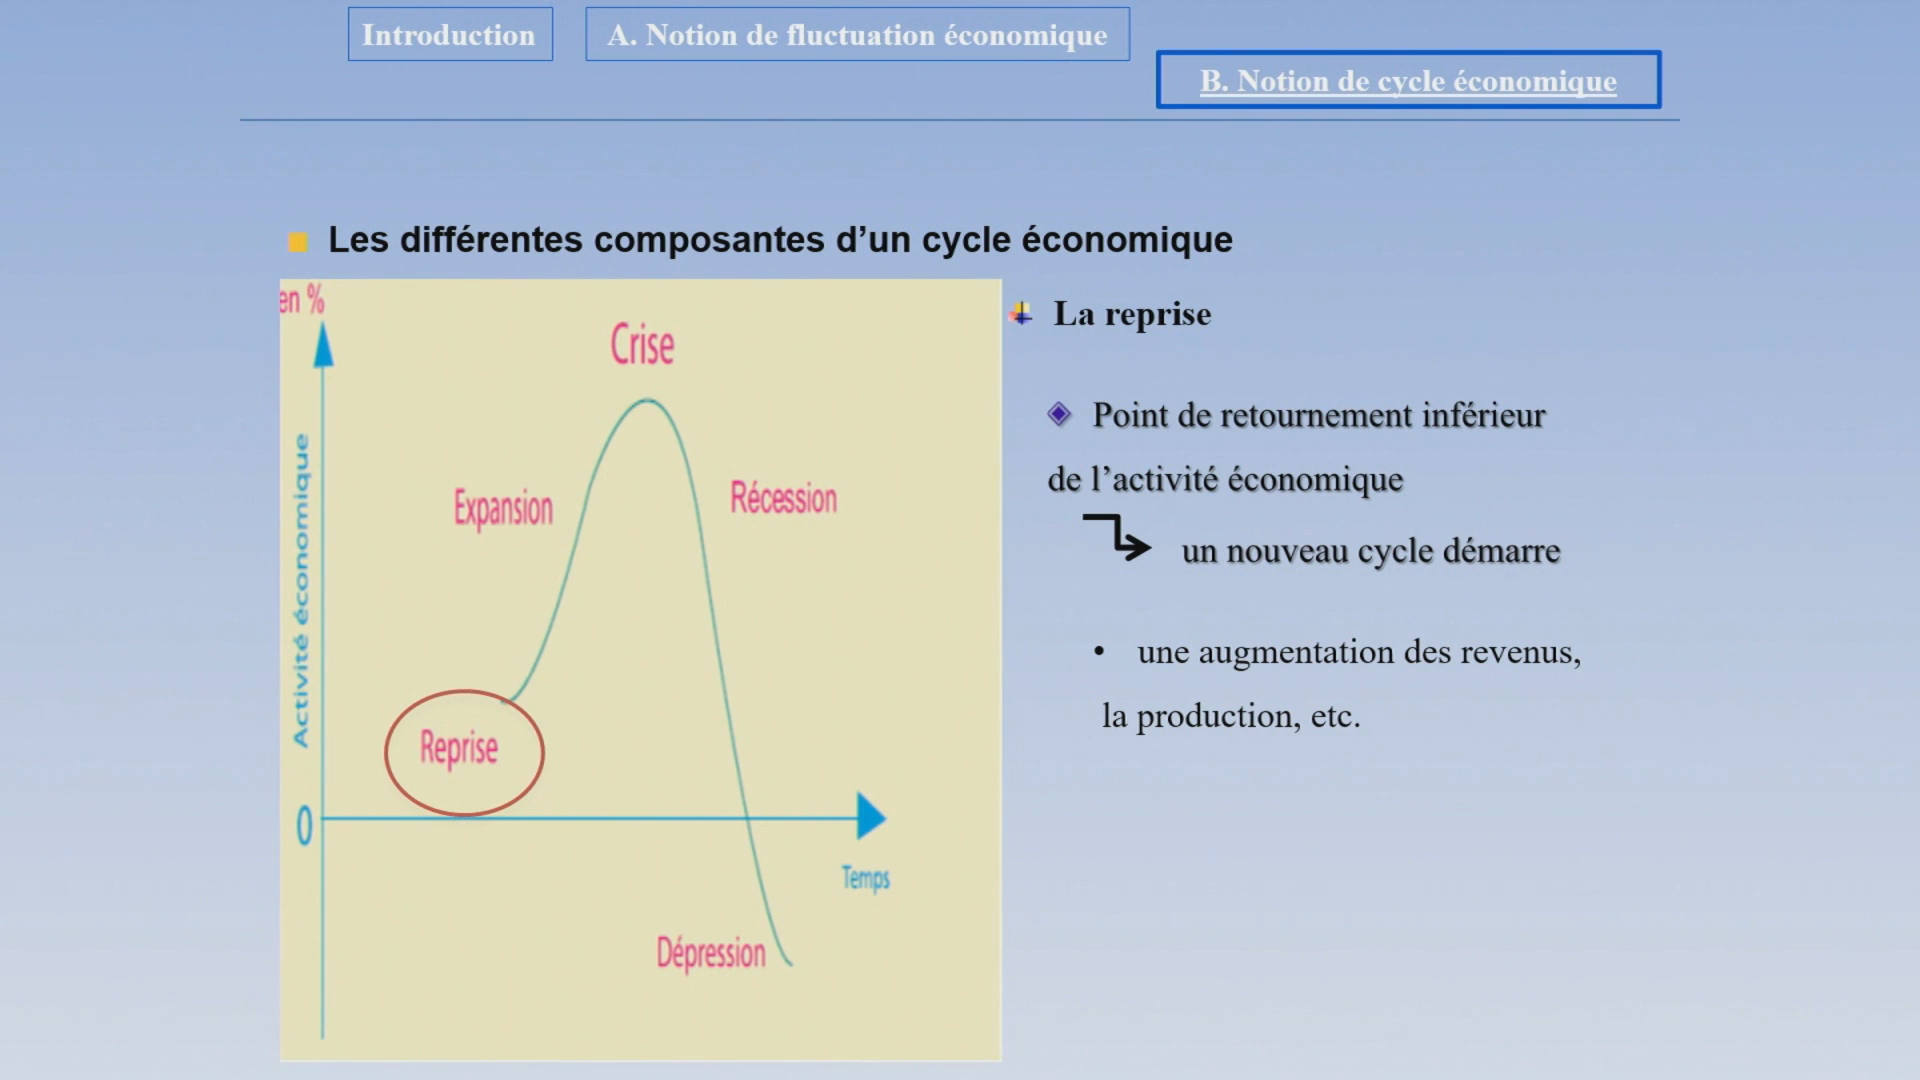 Introduction
A. Notion de fluctuation économique
B. Notion de cycle économique
Les différentes composantes d’un cycle économique
en %
Crise
Expansion
Récession
Activité économique
Reprise
0
Temps
Dépression
La reprise
Point de retournement inférieur
de l’activité économique
un nouveau cycle démarre
• une augmentation des revenus,
la production, etc.